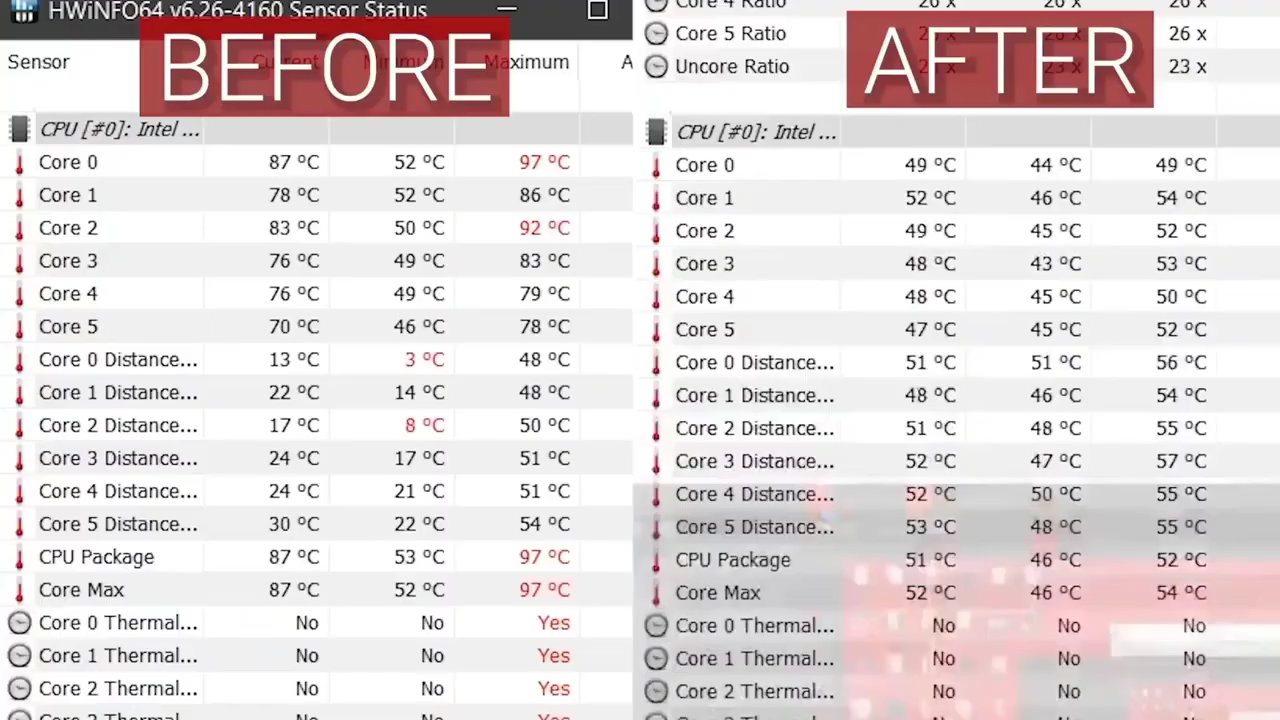 HWiNFO64 v6.26-4160 Sensor Status
BEFORE
Sensor Current Minimum Maximum A
CPU [#0]: Intel ...
Core 0 87 °C 52 °C 97 °C
Core 1 78 °C 52 °C 86 °C
Core 2 83 °C 50 °C 92 °C
Core 3 76 °C 49 °C 83 °C
Core 4 76 °C 49 °C 79 °C
Core 5 70 °C 46 °C 78 °C
Core 0 Distance... 13 °C 3 °C 48 °C
Core 1 Distance... 22 °C 14 °C 48 °C
Core 2 Distance... 17 °C 8 °C 50 °C
Core 3 Distance... 24 °C 17 °C 51 °C
Core 4 Distance... 24 °C 21 °C 51 °C
Core 5 Distance... 30 °C 22 °C 54 °C
CPU Package 87 °C 53 °C 97 °C
Core Max 87 °C 52 °C 97 °C
Core 0 Thermal... No No Yes
Core 1 Thermal... No No Yes
Core 2 Thermal... No No Yes
Core 4 Ratio 26 x 26 x 26 x
AFTER
Core 5 Ratio 26 x 26 x
Uncore Ratio 23 x 23 x
CPU [#0]: Intel ...
Core 0 49 °C 44 °C 49 °C
Core 1 52 °C 46 °C 54 °C
Core 2 49 °C 45 °C 52 °C
Core 3 48 °C 43 °C 53 °C
Core 4 48 °C 45 °C 50 °C
Core 5 47 °C 45 °C 52 °C
Core 0 Distance... 51 °C 51 °C 56 °C
Core 1 Distance... 48 °C 46 °C 54 °C
Core 2 Distance... 51 °C 48 °C 55 °C
Core 3 Distance... 52 °C 47 °C 57 °C
Core 4 Distance... 52 °C 50 °C 55 °C
Core 5 Distance... 53 °C 48 °C 55 °C
CPU Package 51 °C 46 °C 52 °C
Core Max 52 °C 46 °C 54 °C
Core 0 Thermal... No No No
Core 1 Thermal... No No No
Core 2 Thermal... No No No